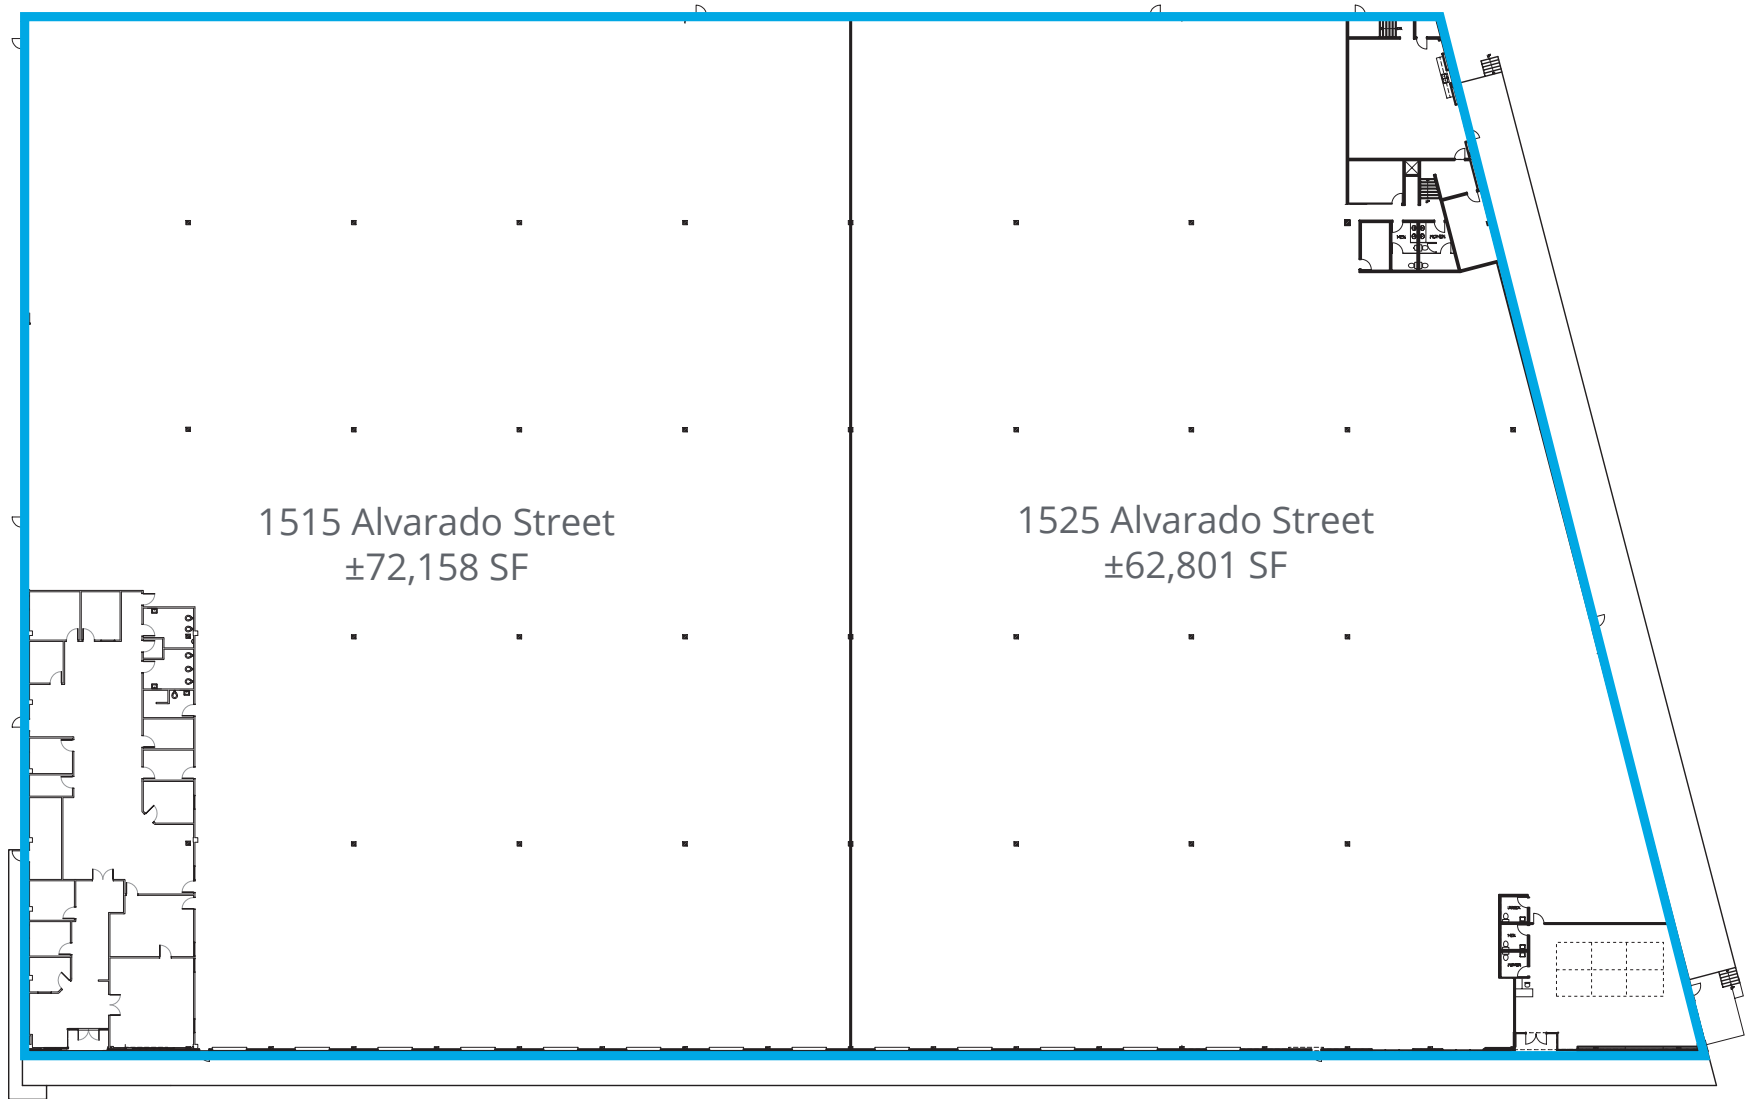 1515 Alvarado Street
±72,158 SF
1525 Alvarado Street
±62,801 SF